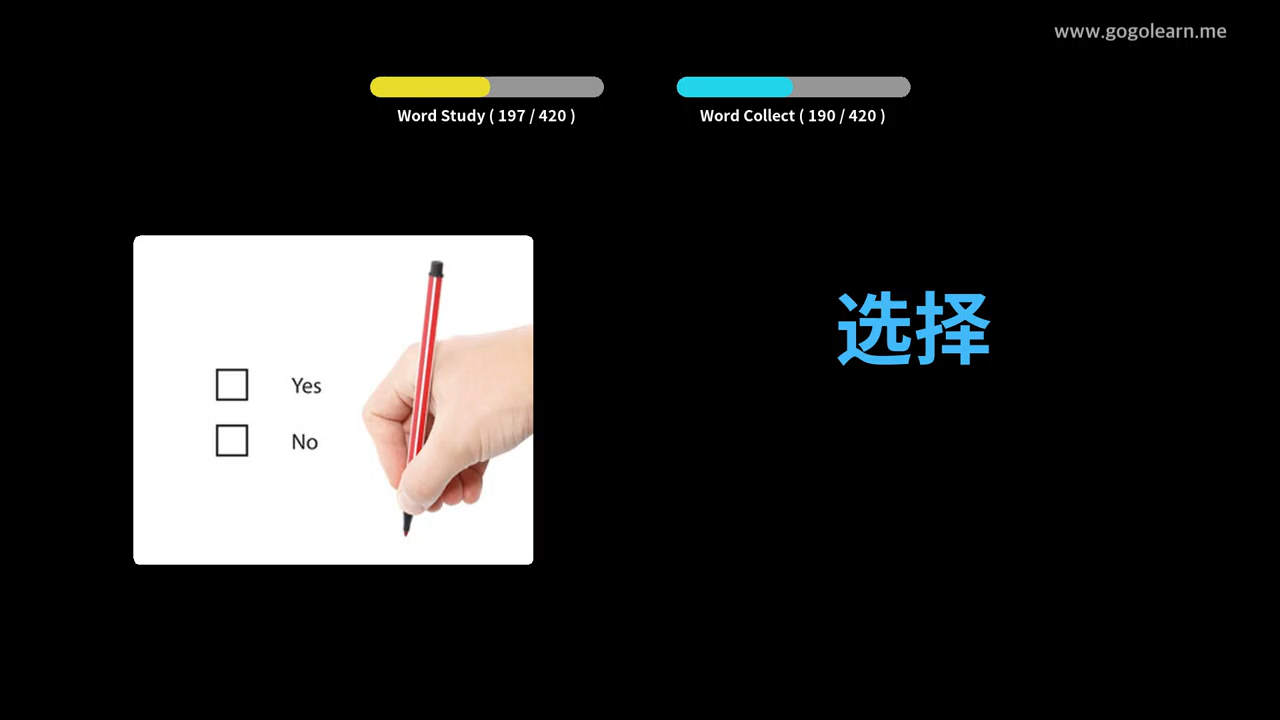 www.gogolearn.me
Word Study ( 197 / 420 )
Word Collect ( 190 / 420 )
选择
Yes
No